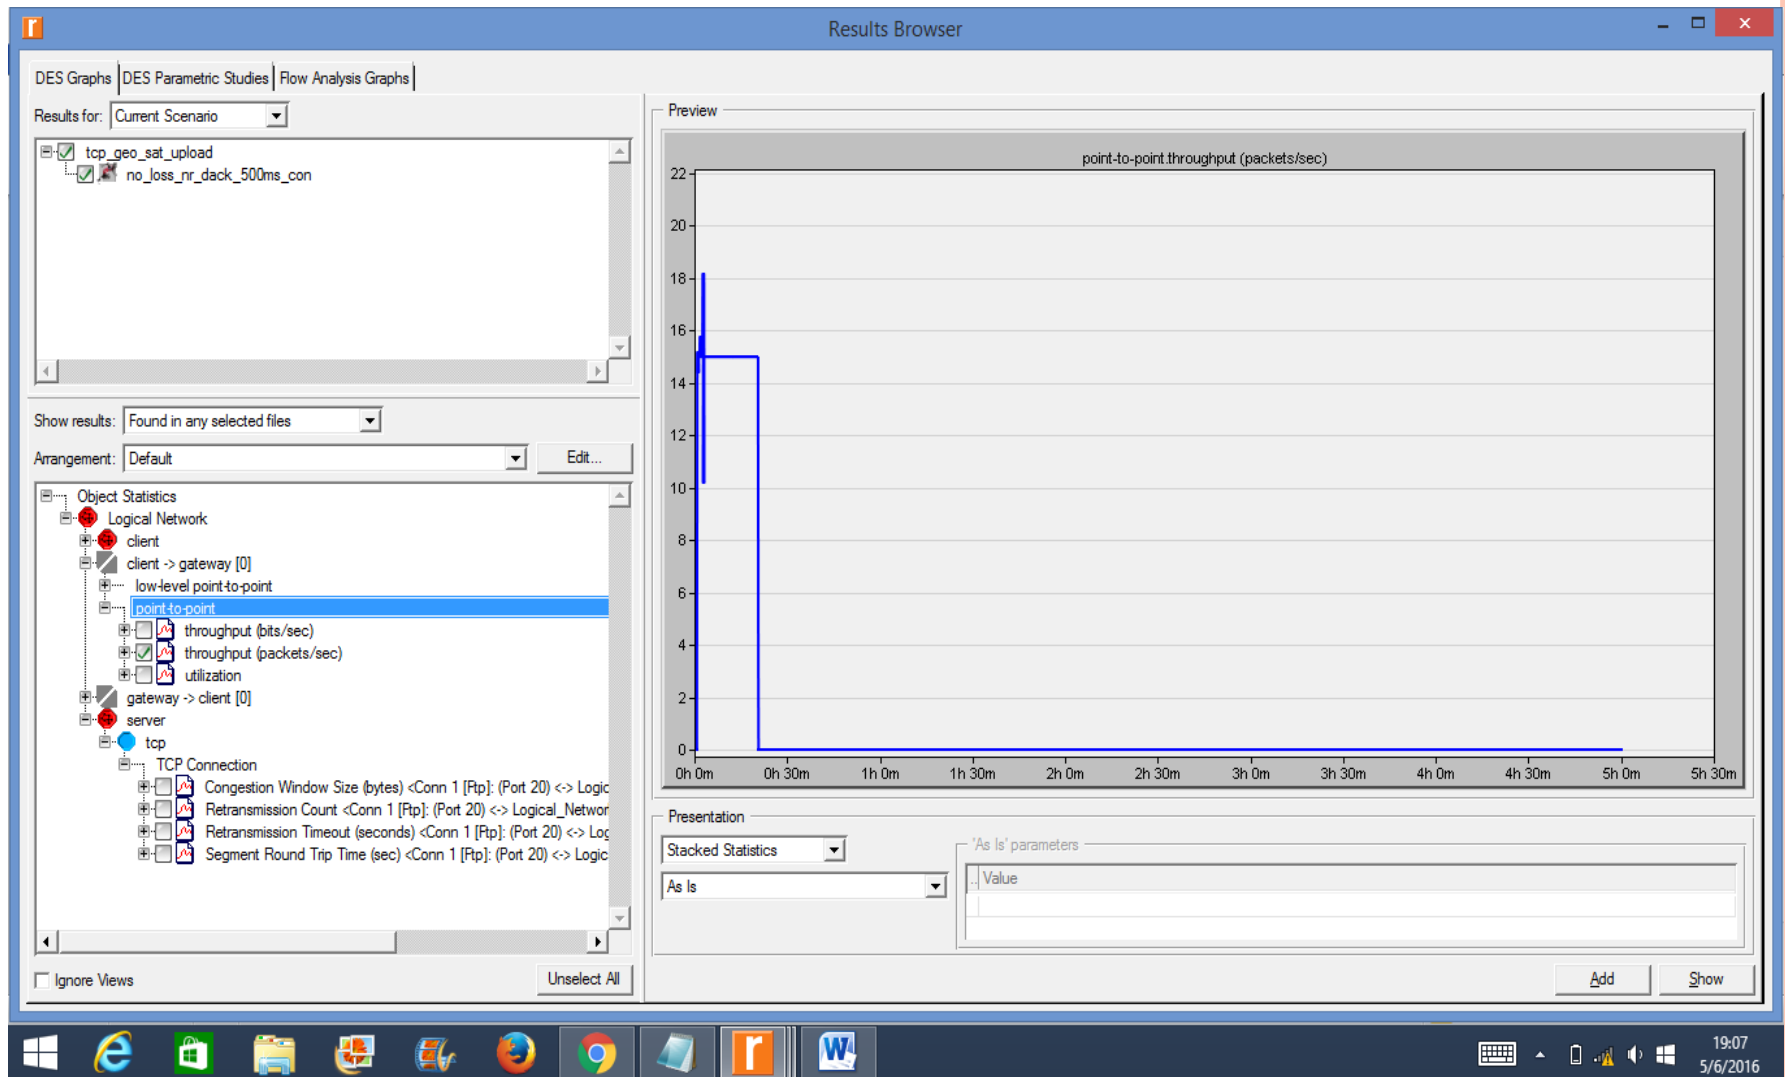 Results Browser
DES Graphs DES Parametric Studies Flow Analysis Graphs
Results for: Current Scenario
tcp_geo_sat_upload
no_loss_nr_dack_500ms_con
Show results: Found in any selected files
Arrangement: Default Edit...
Object Statistics
Logical Network
client
client -> gateway [0]
low-level point-to-point
point-to-point
throughput (bits/sec)
throughput (packets/sec)
utilization
gateway -> client [0]
server
tcp
TCP Connection
Congestion Window Size (bytes) <Conn 1 [Ftp]: (Port 20) <-> Logic
Retransmission Count <Conn 1 [Ftp]: (Port 20) <-> Logical_Networ
Retransmission Timeout (seconds) <Conn 1 [Ftp]: (Port 20) <-> Log
Segment Round Trip Time (sec) <Conn 1 [Ftp]: (Port 20) <-> Logic
Ignore Views Unselect All
Preview
point-to-point.throughput (packets/sec)
22
20
18
16
14
12
10
8
6
4
2
0
0h 0m 0h 30m 1h 0m 1h 30m 2h 0m 2h 30m 3h 0m 3h 30m 4h 0m 4h 30m 5h 0m 5h 30m
Presentation
Stacked Statistics
As Is
'As Is' parameters
.. Value
Add Show
19:07
5/6/2016